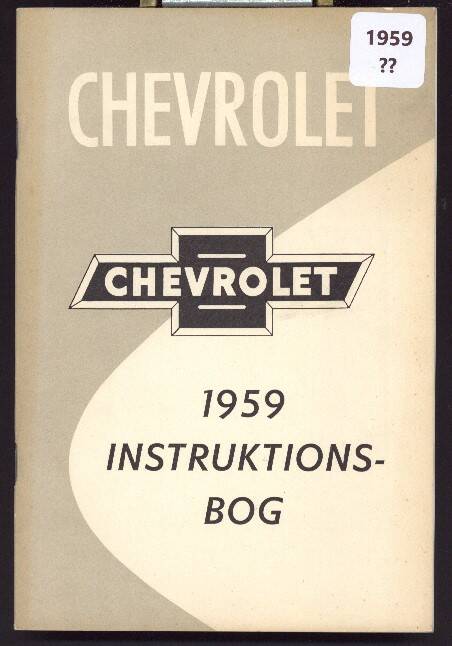 1959
??
CHEVROLET
CHEVROLET
1959
INSTRUKTIONS-
BOG